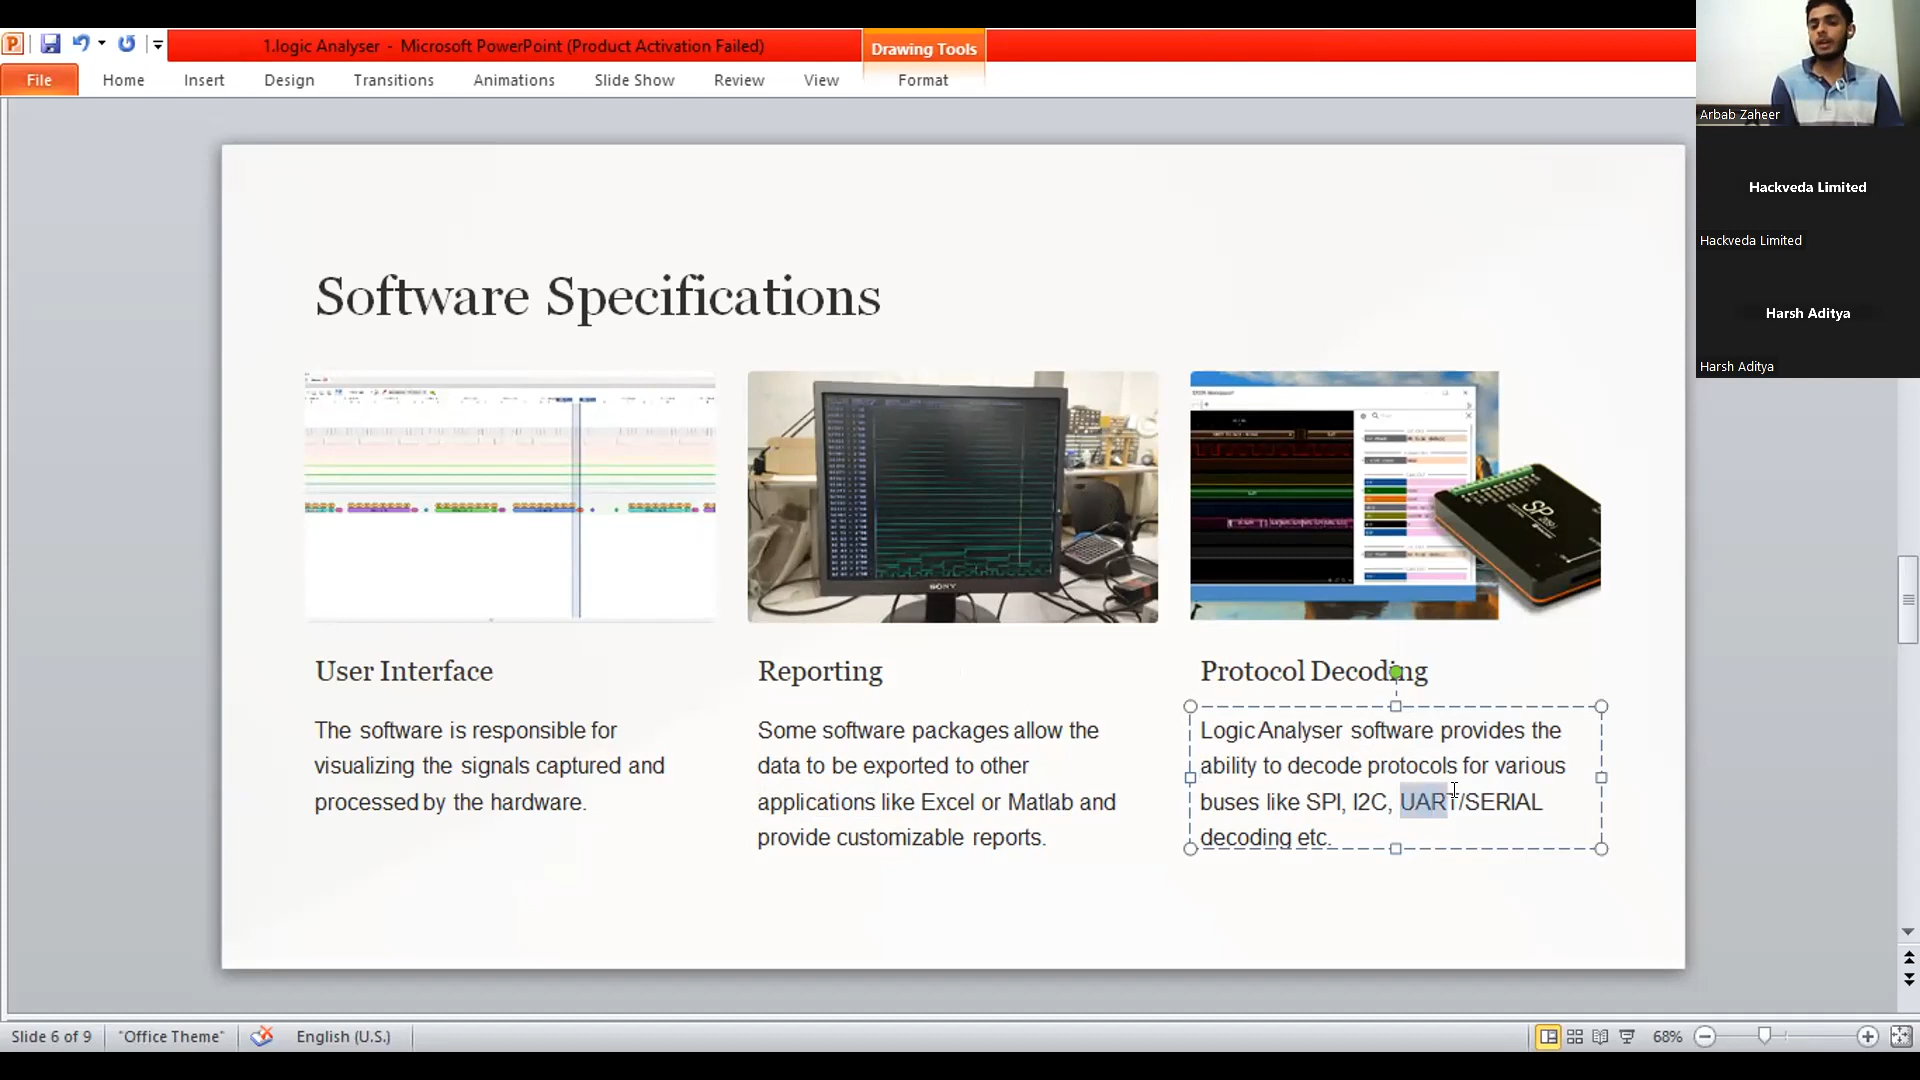 1.logic Analyser - Microsoft PowerPoint (Product Activation Failed)
Drawing Tools
File
Home
Insert
Design
Transitions
Animations
Slide Show
Review
View
Format
Arbab Zaheer
Hackveda Limited
Hackveda Limited
Harsh Aditya
Harsh Aditya
Software Specifications
SONY
SP
User Interface
The software is responsible for
visualizing the signals captured and
processed by the hardware.
Reporting
Some software packages allow the
data to be exported to other
applications like Excel or Matlab and
provide customizable reports.
Protocol Decoding
Logic Analyser software provides the
ability to decode protocols for various
buses like SPI, I2C, UART/SERIAL
decoding etc.
Slide 6 of 9
"Office Theme"
English (U.S.)
68%